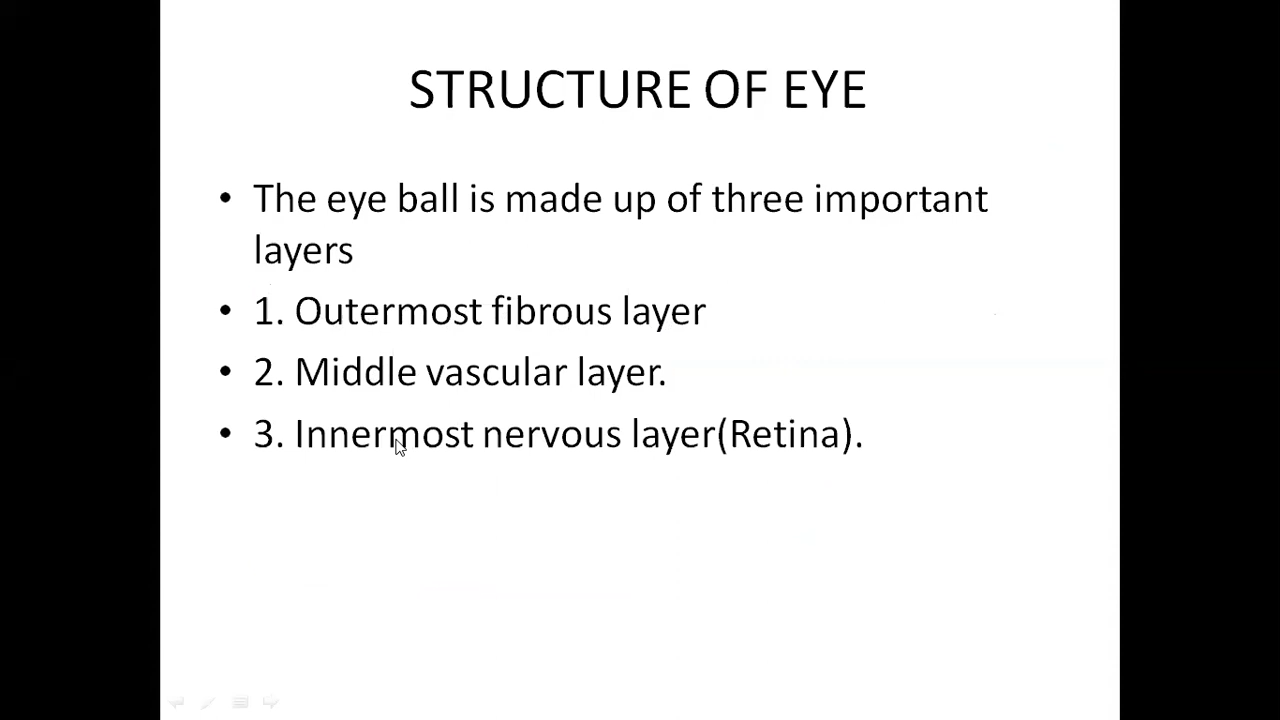 STRUCTURE OF EYE
• The eye ball is made up of three important
layers
• 1. Outermost fibrous layer
• 2. Middle vascular layer.
• 3. Innermost nervous layer(Retina).